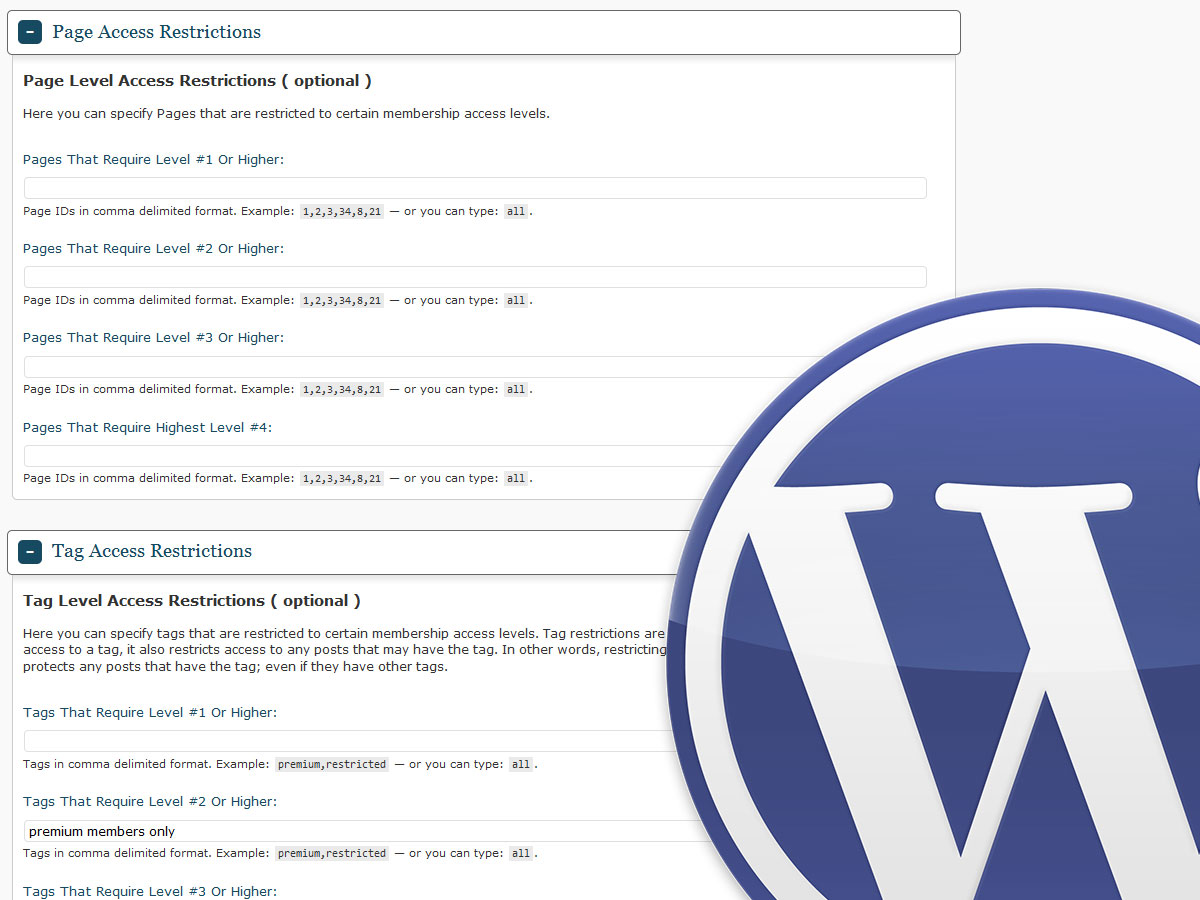 − Page Access Restrictions
Page Level Access Restrictions ( optional )
Here you can specify Pages that are restricted to certain membership access levels.
Pages That Require Level #1 Or Higher:
Page IDs in comma delimited format. Example: 1,2,3,34,8,21 — or you can type: all.
Pages That Require Level #2 Or Higher:
Page IDs in comma delimited format. Example: 1,2,3,34,8,21 — or you can type: all.
Pages That Require Level #3 Or Higher:
Page IDs in comma delimited format. Example: 1,2,3,34,8,21 — or you can type: all.
Pages That Require Highest Level #4:
Page IDs in comma delimited format. Example: 1,2,3,34,8,21 — or you can type: all.
− Tag Access Restrictions
Tag Level Access Restrictions ( optional )
Here you can specify tags that are restricted to certain membership access levels. Tag restrictions are
access to a tag, it also restricts access to any posts that may have the tag. In other words, restricting
protects any posts that have the tag; even if they have other tags.
Tags That Require Level #1 Or Higher:
Tags in comma delimited format. Example: premium,restricted — or you can type: all.
Tags That Require Level #2 Or Higher:
premium members only
Tags in comma delimited format. Example: premium,restricted — or you can type: all.
Tags That Require Level #3 Or Higher:
W